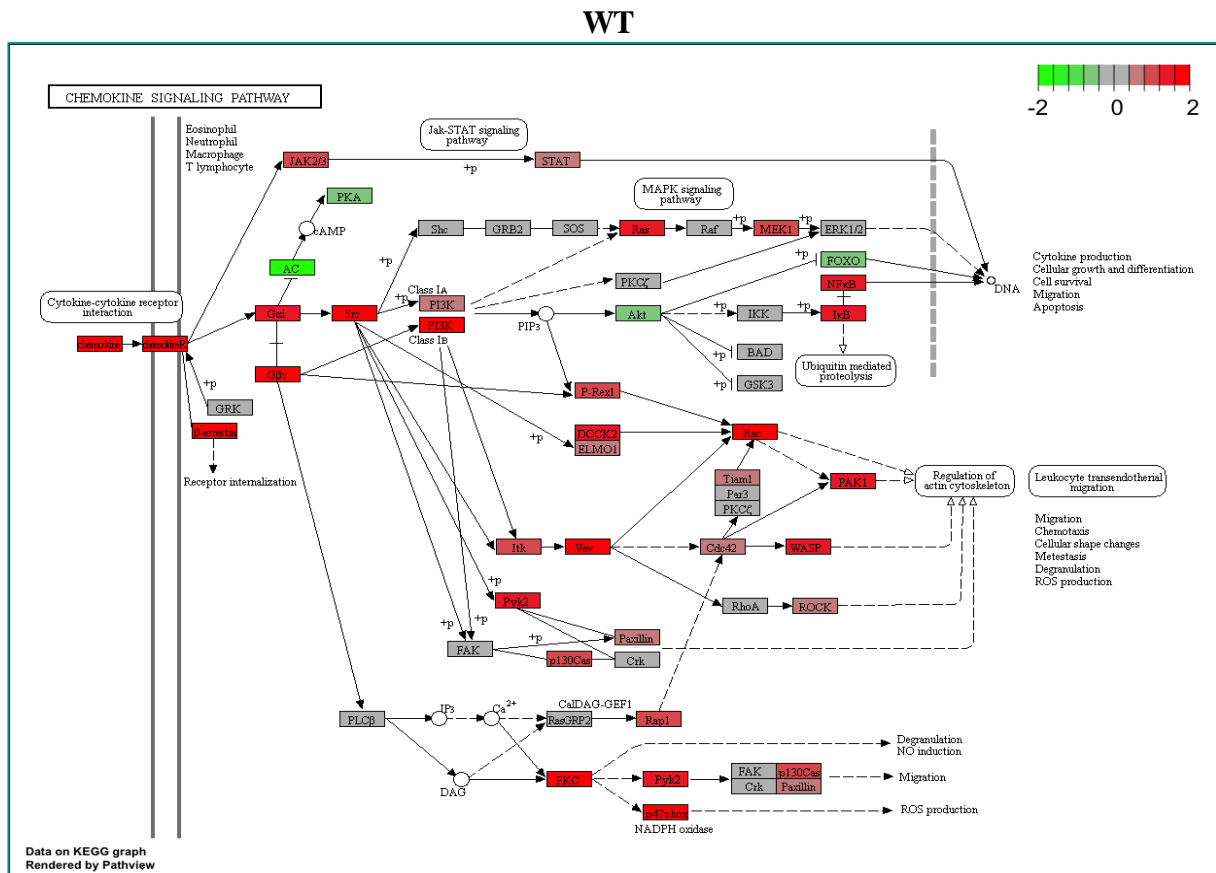 WT
CHEMOKINE SIGNALING PATHWAY
-2 0 2
Eosinophil
Neutrophil
Macrophage
T lymphocyte
Jak-STAT signaling
pathway
JAK2/3
+p
STAT
PKA
cAMP
AC
MAPK signaling
pathway
Shc
GRB2
SOS
Ras
Raf
+p
MEK1
+p
ERK1/2
+p
Cytokine-cytokine receptor
interaction
chemokine
chemokineR
Gαi
Src
Gβγ
+p
GRK
β-arrestin
Receptor internalization
Class IA
+p
PI3K
PI3K
Class IB
PKCζ
PIP3
Akt
+p
FOXO
+p
IKK
+p
IκB
NFκB
+p
BAD
+p
GSK3
Ubiquitin mediated
proteolysis
DNA
Cytokine production
Cellular growth and differentiation
Cell survival
Migration
Apoptosis
P-Rex1
+p
DOCK2
ELMO1
Rac
Tiam1
Par3
PKCζ
PAK1
Regulation of
actin cytoskeleton
Leukocyte transendotherial
migration
Itk
Vav
Cdc42
WASP
Migration
Chemotaxis
Cellular shape changes
Metestasis
Degranulation
ROS production
+p
Pyk2
RhoA
ROCK
+p
+p
FAK
+p
Paxillin
p130Cas
Crk
PLCβ
IP3
Ca2+
CalDAG-GEF1
RasGRP2
Rap1
DAG
PKC
Pyk2
FAK
p130Cas
Crk
Paxillin
Degranulation
NO induction
Migration
p47phox
NADPH oxidase
ROS production
Data on KEGG graph
Rendered by Pathview